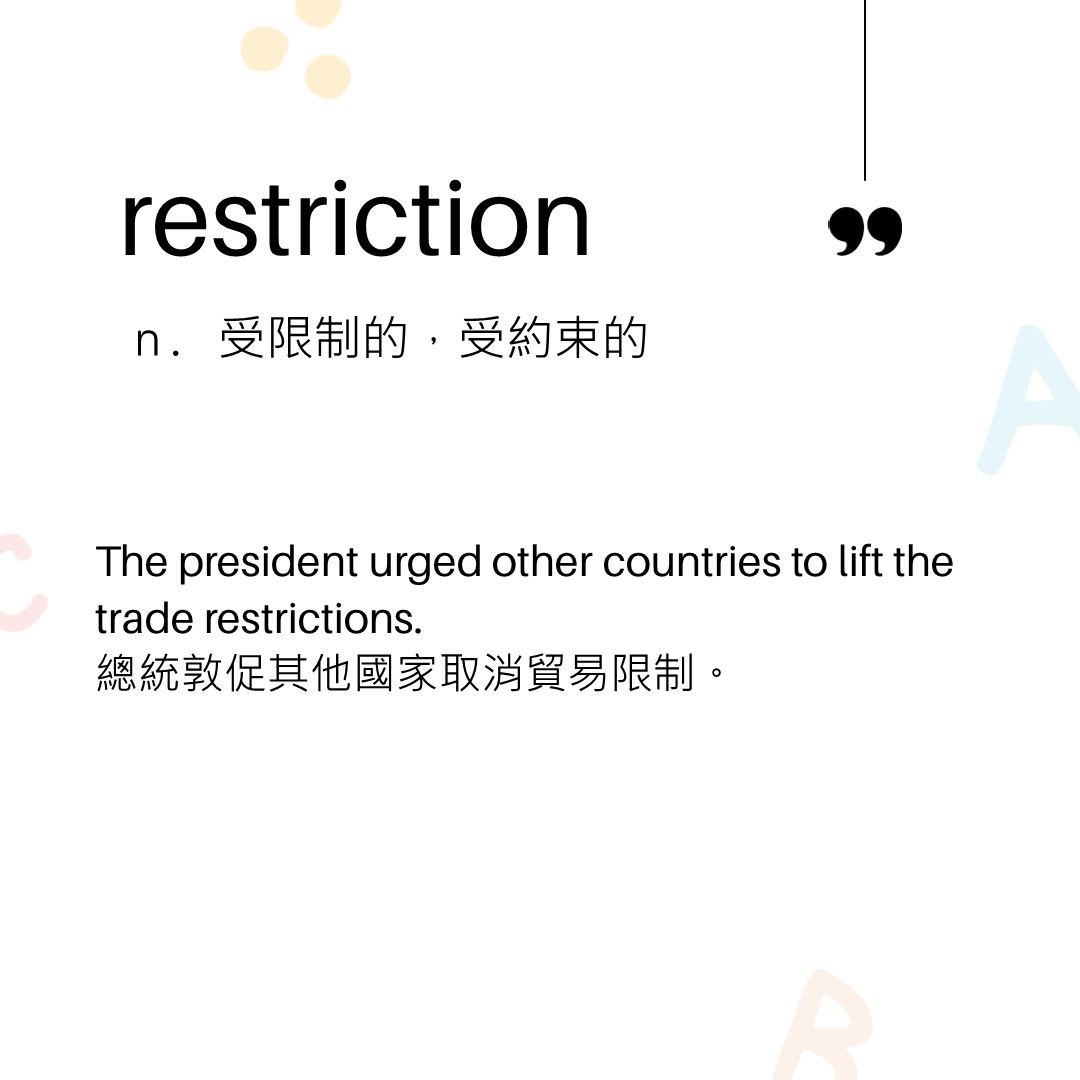 restriction
”
n. 受限制的，受約束的
The president urged other countries to lift the
trade restrictions.
總統敦促其他國家取消貿易限制。
A
C
B